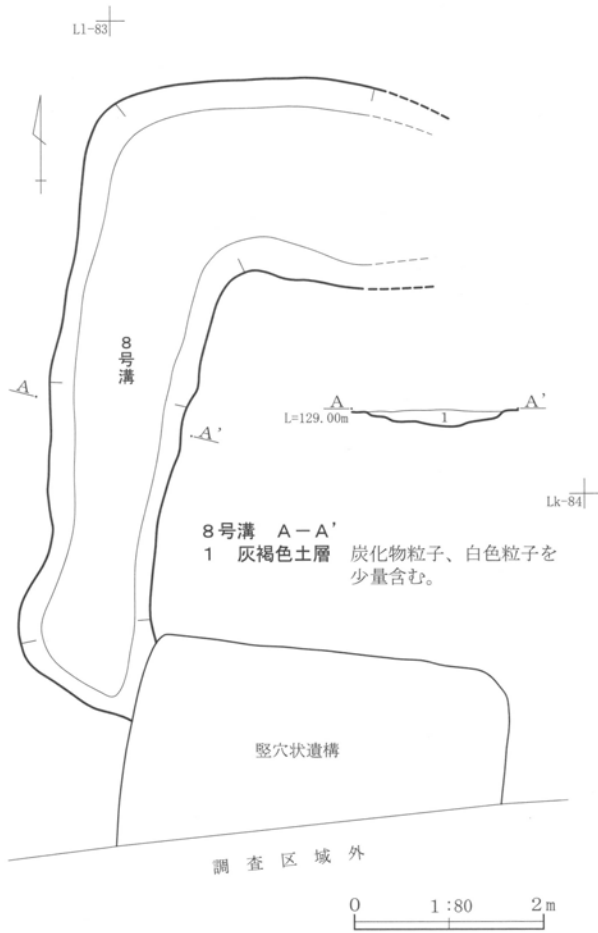 L1-83
8号溝
A
A'
A
A'
L=129.00m
1
Lk-84
8号溝 A－A'
1 灰褐色土層 炭化物粒子、白色粒子を
少量含む。
竪穴状遺構
調査区域外
0 1:80 2m